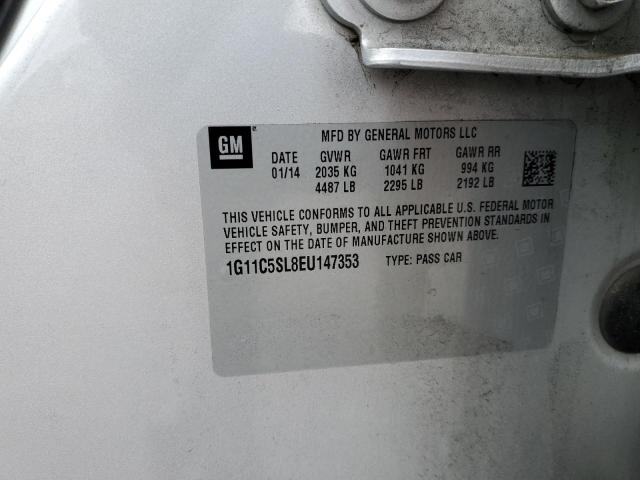 GM
MFD BY GENERAL MOTORS LLC
DATE GVWR GAWR FRT GAWR RR
01/14 2035 KG 1041 KG 994 KG
4487 LB 2295 LB 2192 LB
THIS VEHICLE CONFORMS TO ALL APPLICABLE U.S. FEDERAL MOTOR
VEHICLE SAFETY, BUMPER, AND THEFT PREVENTION STANDARDS IN
EFFECT ON THE DATE OF MANUFACTURE SHOWN ABOVE.
1G11C5SL8EU147353 TYPE: PASS CAR